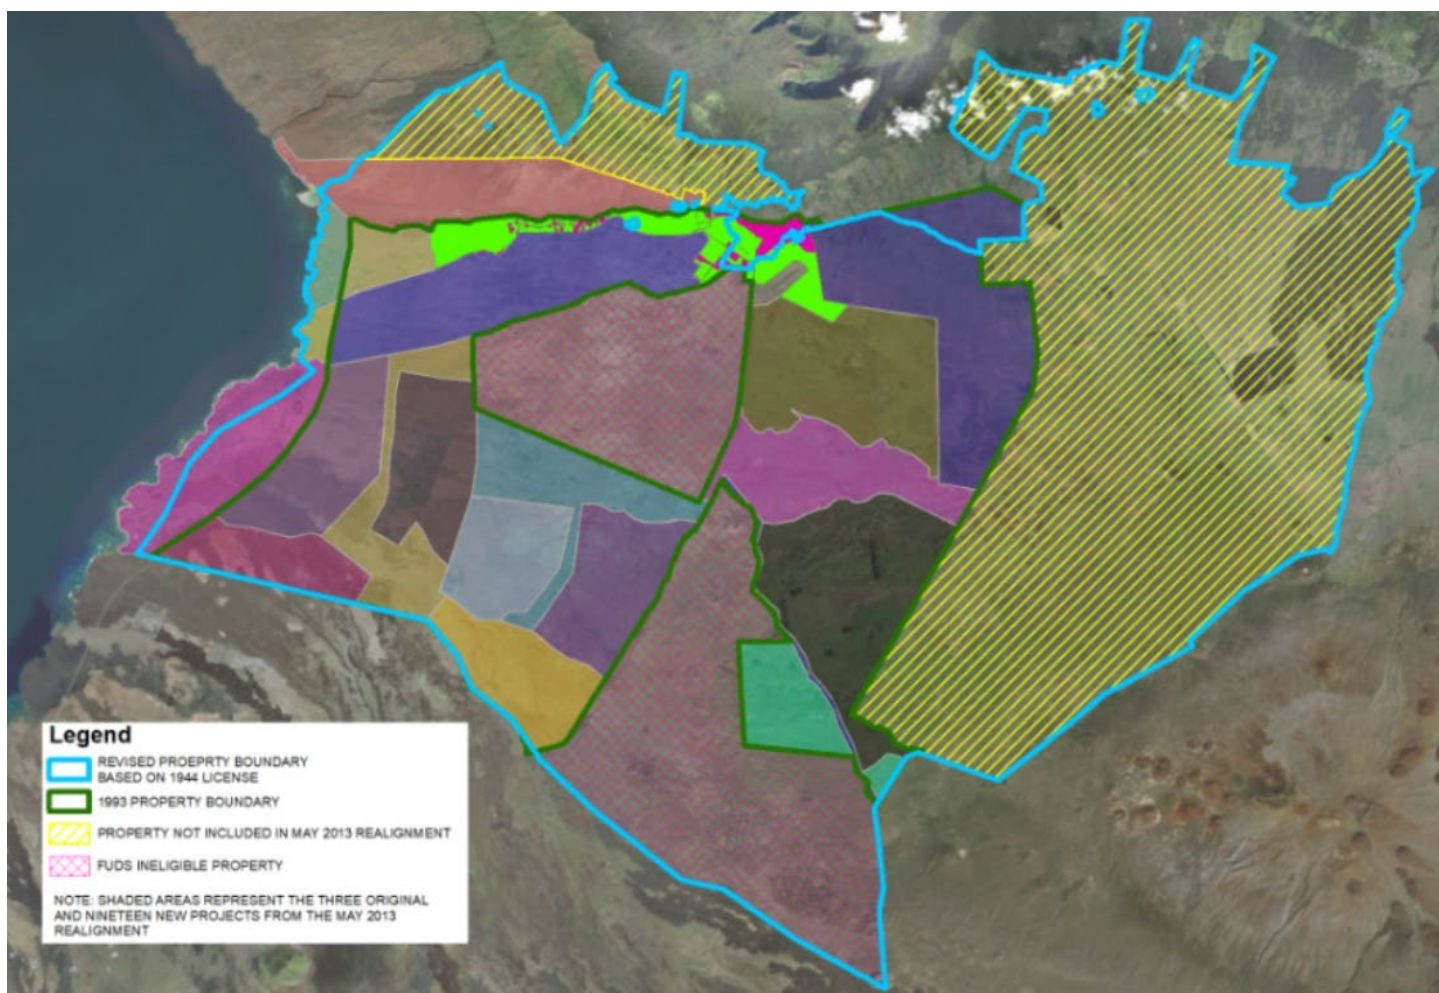 Legend
REVISED PROEPRTY BOUNDARY
BASED ON 1944 LICENSE
1993 PROPERTY BOUNDARY
PROPERTY NOT INCLUDED IN MAY 2013 REALIGNMENT
FUDS INELIGIBLE PROPERTY
NOTE: SHADED AREAS REPRESENT THE THREE ORIGINAL
AND NINETEEN NEW PROJECTS FROM THE MAY 2013
REALIGNMENT